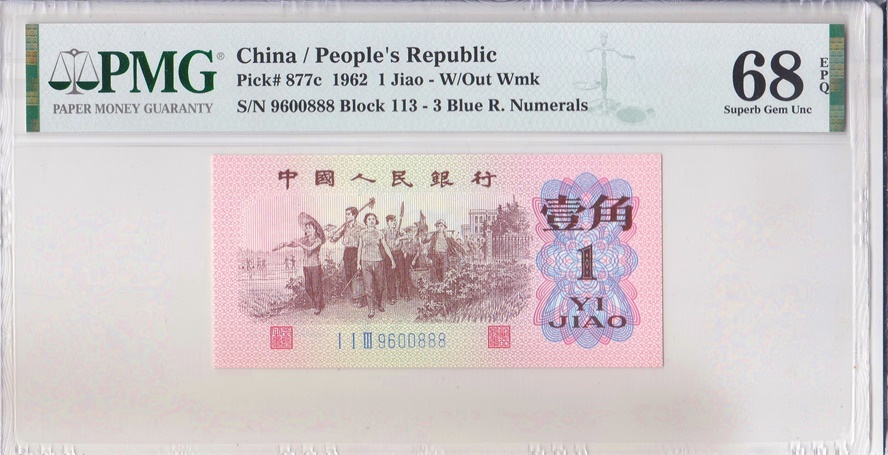 PMG®
PAPER MONEY GUARANTY
China / People's Republic
Pick# 877c 1962 1 Jiao - W/Out Wmk
S/N 9600888 Block 113 - 3 Blue R. Numerals
68
EPQ
Superb Gem Unc
中國人民銀行
壹角
1
YI
JIAO
I I III 9600888